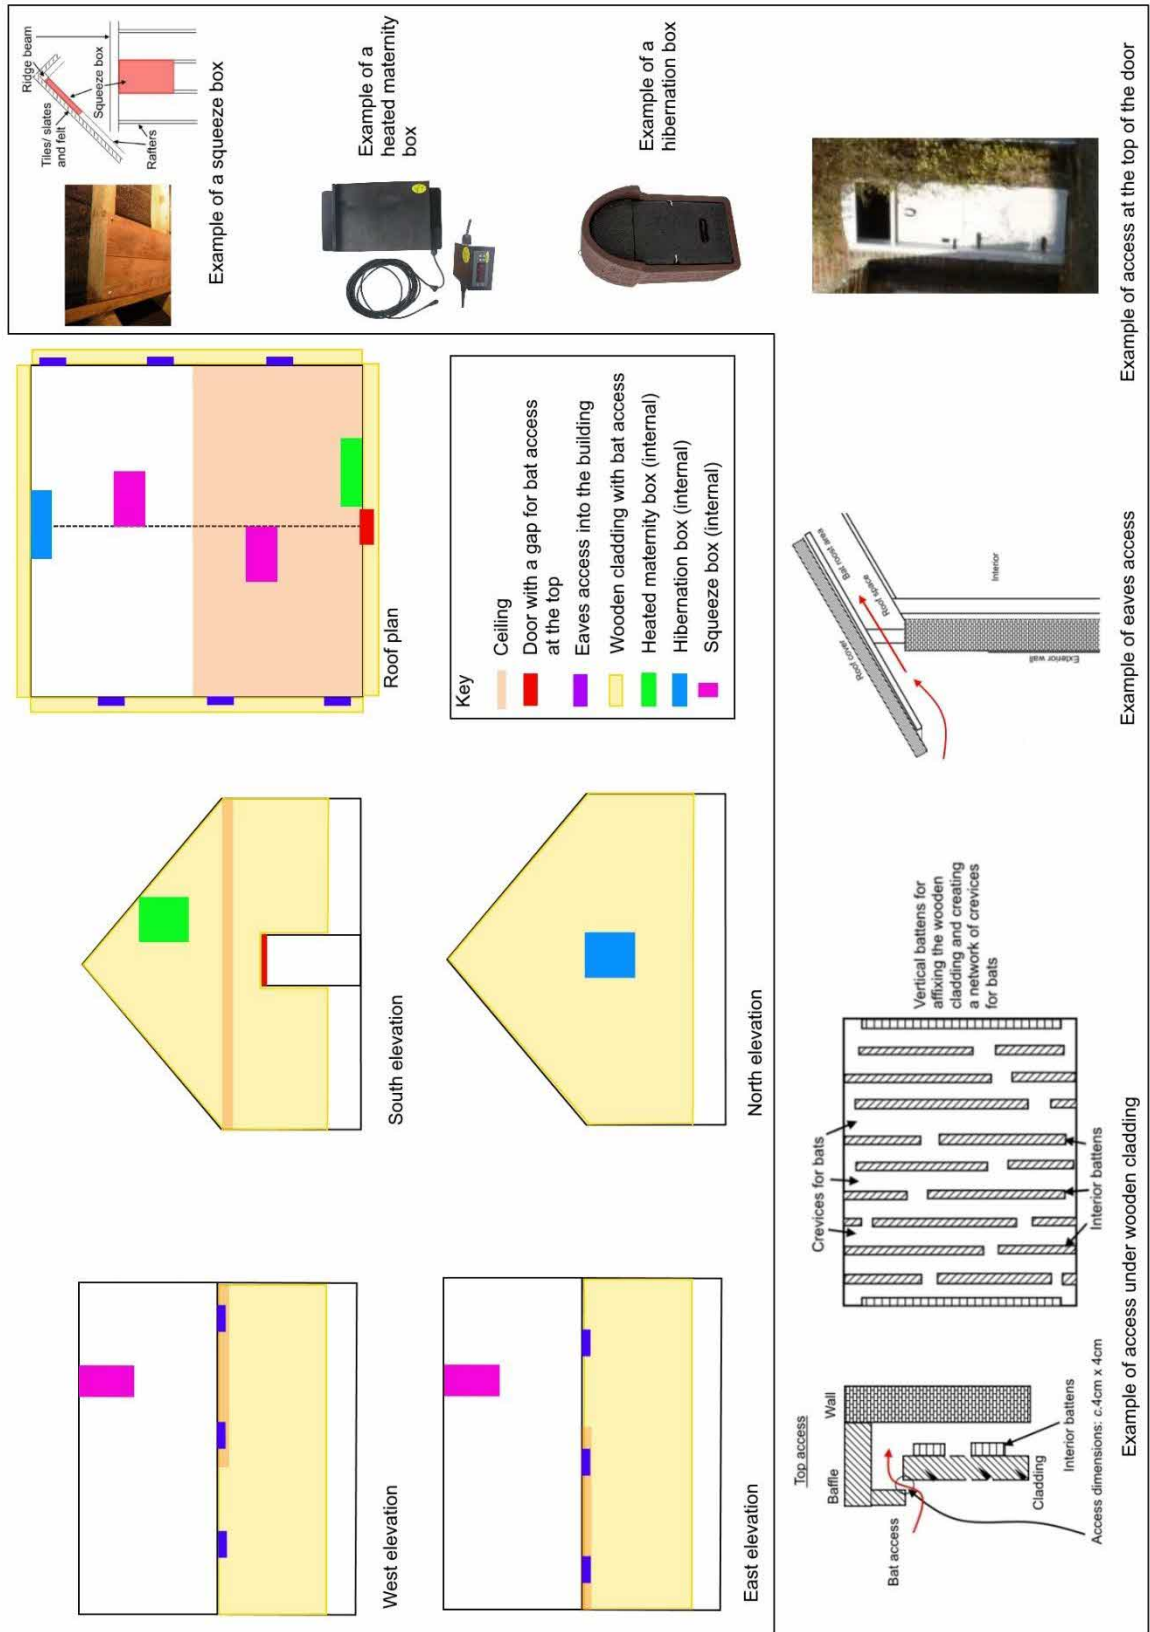 West elevation
South elevation
Roof plan
East elevation
North elevation
Key
Ceiling
Door with a gap for bat access
at the top
Eaves access into the building
Wooden cladding with bat access
Heated maternity box (internal)
Hibernation box (internal)
Squeeze box (internal)
Ridge beam
Tiles/ slates
and felt
Squeeze box
Rafters
Example of a squeeze box
Example of a
heated maternity
box
Example of a
hibernation box
Top access
Baffle
Wall
Bat access
Cladding
Interior battens
Access dimensions: c.4cm x 4cm
Crevices for bats
Interior battens
Vertical battens for
affixing the wooden
cladding and creating
a network of crevices
for bats
Example of access under wooden cladding
Roof cover
Bat roost area
Roof space
Exterior wall
Interior
Example of eaves access
Example of access at the top of the door